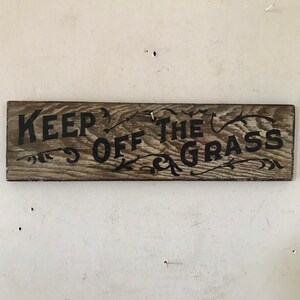 KEEP OFF THE GRASS